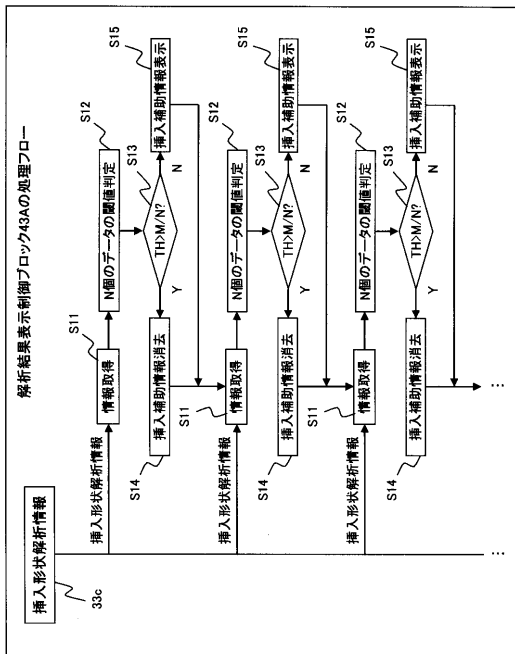 解析結果表示制御ブロック43Aの処理フロー
挿入形状解析情報
33c
挿入形状解析情報
S11
情報取得
S12
N個のデータの閾値判定
S13
TH>M/N?
Y
N
S14
挿入補助情報消去
S15
挿入補助情報表示
挿入形状解析情報
S11
情報取得
S12
N個のデータの閾値判定
S13
TH>M/N?
Y
N
S14
挿入補助情報消去
S15
挿入補助情報表示
挿入形状解析情報
S11
情報取得
S12
N個のデータの閾値判定
S13
TH>M/N?
Y
N
S14
挿入補助情報消去
S15
挿入補助情報表示
…
…